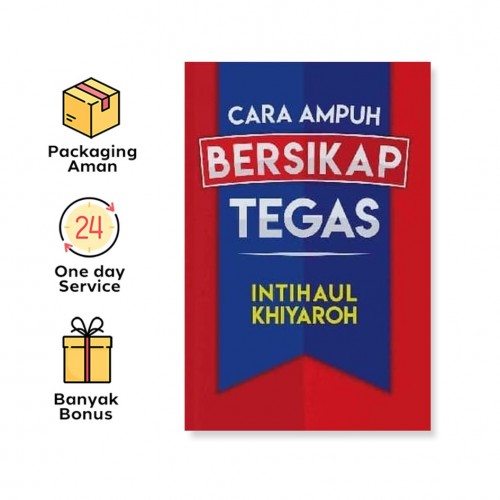 Packaging
Aman
24
One day
Service
Banyak
Bonus
CARA AMPUH
BERSIKAP
TEGAS
INTIHAUL
KHIYAROH